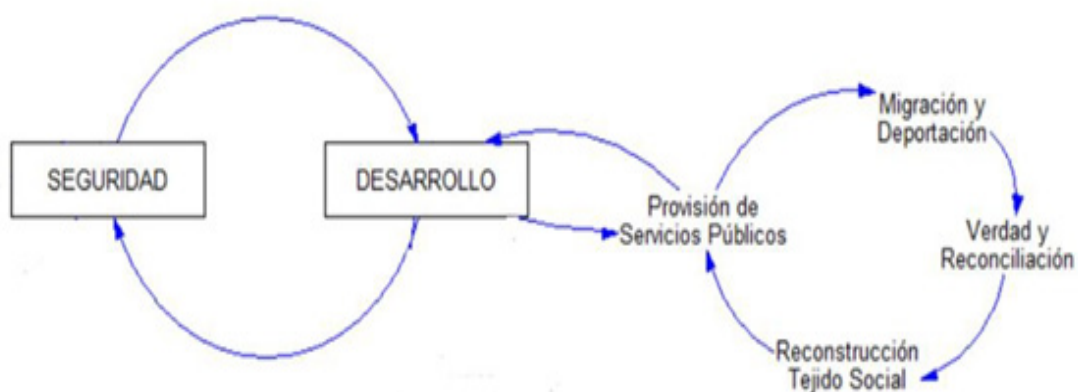 SEGURIDAD
DESARROLLO
Provisión de
Servicios Públicos
Migración y
Deportación
Verdad y
Reconciliación
Reconstrucción
Tejido Social